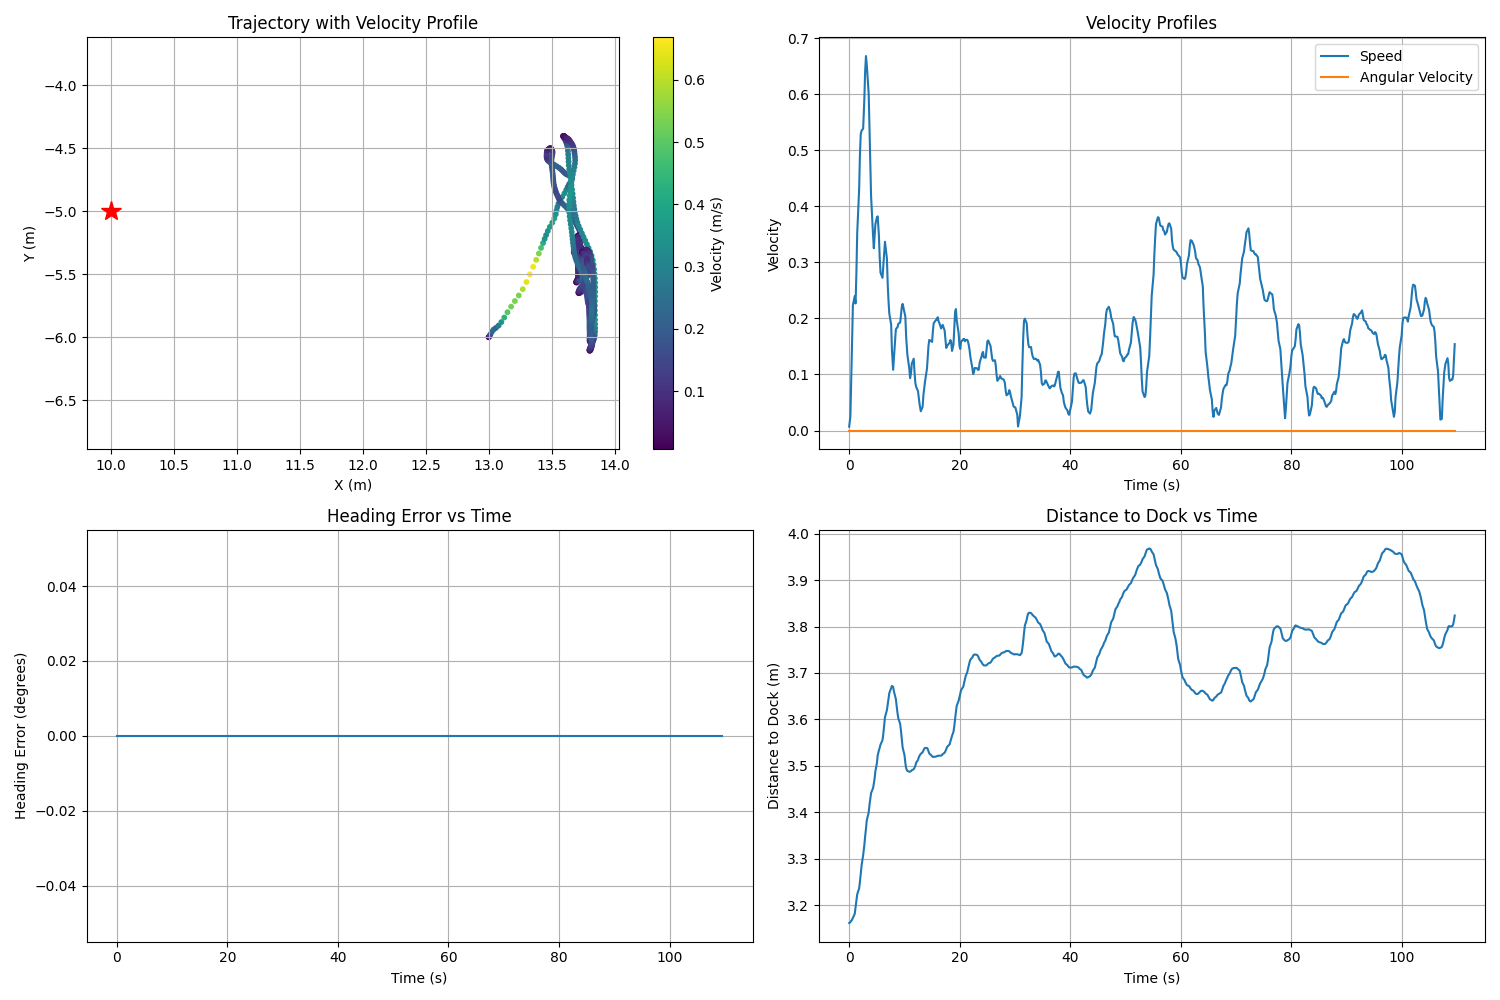 Trajectory with Velocity Profile
−4.0
−4.5
−5.0
−5.5
−6.0
−6.5
Y (m)
10.0 10.5 11.0 11.5 12.0 12.5 13.0 13.5 14.0
X (m)
0.6
0.5
0.4
0.3
0.2
0.1
Velocity (m/s)
Velocity Profiles
Speed
Angular Velocity
0.7
0.6
0.5
0.4
0.3
0.2
0.1
0.0
Velocity
0 20 40 60 80 100
Time (s)
Heading Error vs Time
0.04
0.02
0.00
−0.02
−0.04
Heading Error (degrees)
0 20 40 60 80 100
Time (s)
Distance to Dock vs Time
4.0
3.9
3.8
3.7
3.6
3.5
3.4
3.3
3.2
Distance to Dock (m)
0 20 40 60 80 100
Time (s)